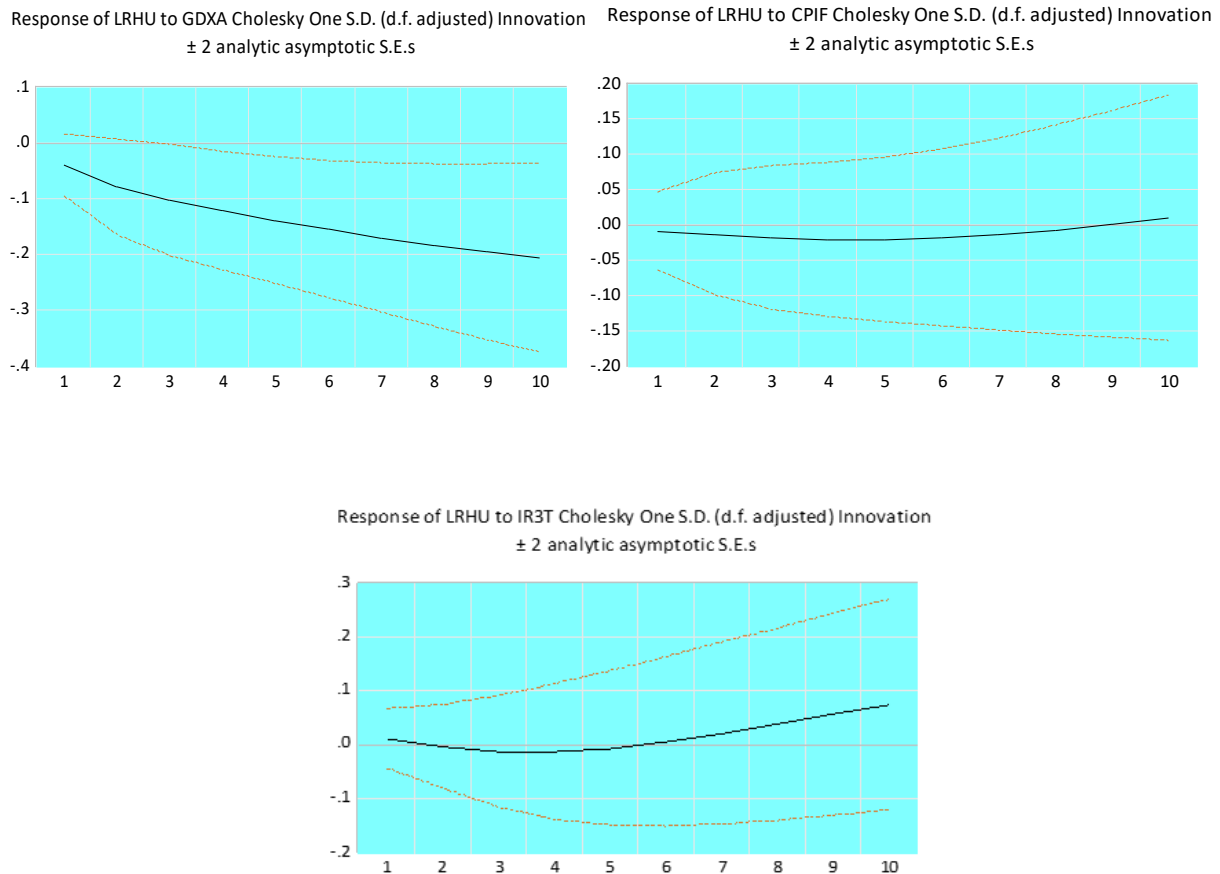 Response of LRHU to GDXA Cholesky One S.D. (d.f. adjusted) Innovation
± 2 analytic asymptotic S.E.s
.1
.0
-.1
-.2
-.3
-.4
1 2 3 4 5 6 7 8 9 10
Response of LRHU to CPIF Cholesky One S.D. (d.f. adjusted) Innovation
± 2 analytic asymptotic S.E.s
.20
.15
.10
.05
.00
-.05
-.10
-.15
-.20
1 2 3 4 5 6 7 8 9 10
Response of LRHU to IR3T Cholesky One S.D. (d.f. adjusted) Innovation
± 2 analytic asymptotic S.E.s
.3
.2
.1
.0
-.1
-.2
1 2 3 4 5 6 7 8 9 10